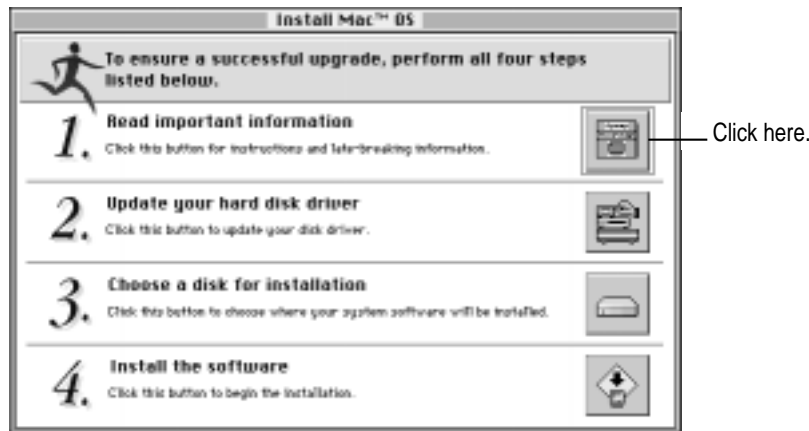 Install Mac™ OS
To ensure a successful upgrade, perform all four steps
listed below.
1. Read important information
Click this button for instructions and late-breaking information.
Click here.
2. Update your hard disk driver
Click this button to update your disk driver.
3. Choose a disk for installation
Click this button to choose where your system software will be installed.
4. Install the software
Click this button to begin the installation.